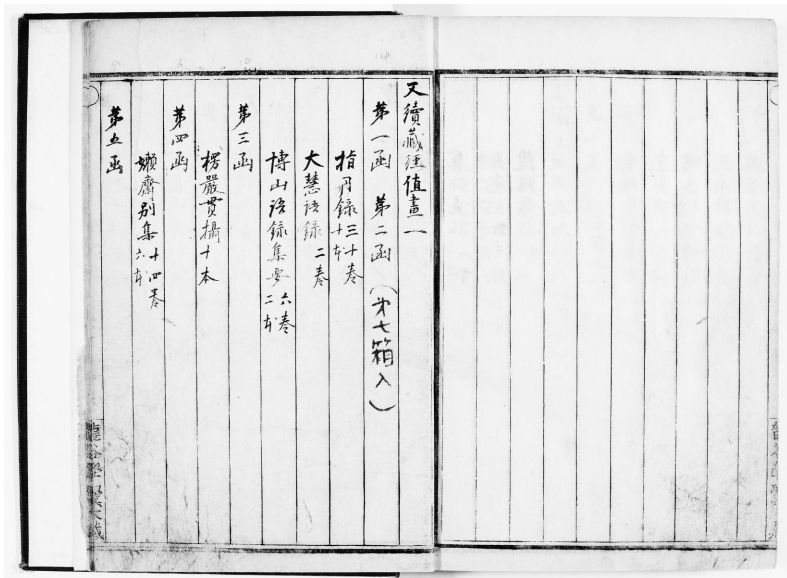 又續藏經值畫一
第一函 第二函（第七箱入）
指月錄三十卷
十本
大慧語錄二卷
博山語錄集要六卷
二本
第三函
楞嚴貫攝十本
第四函
嬾齋別集十四卷
六本
第五函